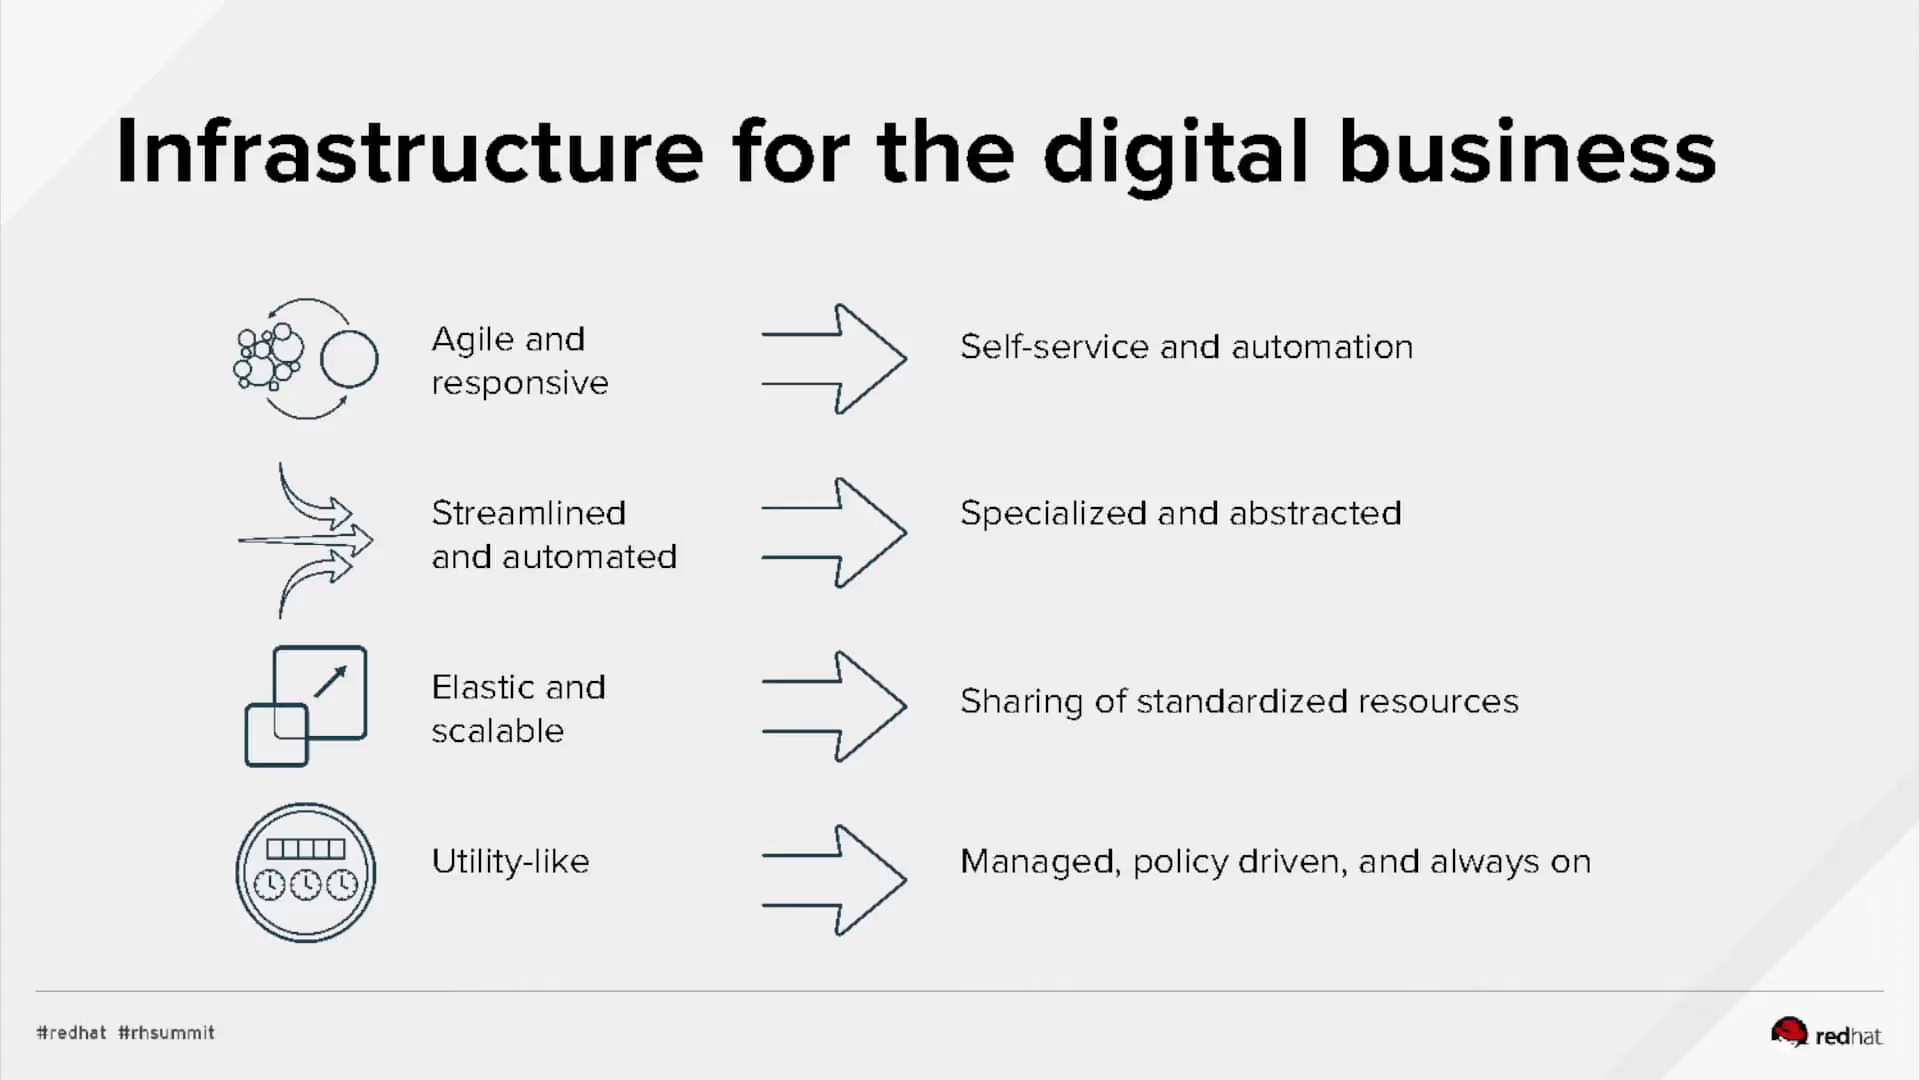 Infrastructure for the digital business
Agile and
responsive
Self-service and automation
Streamlined
and automated
Specialized and abstracted
Elastic and
scalable
Sharing of standardized resources
Utility-like
Managed, policy driven, and always on
#redhat #rhsummit
redhat